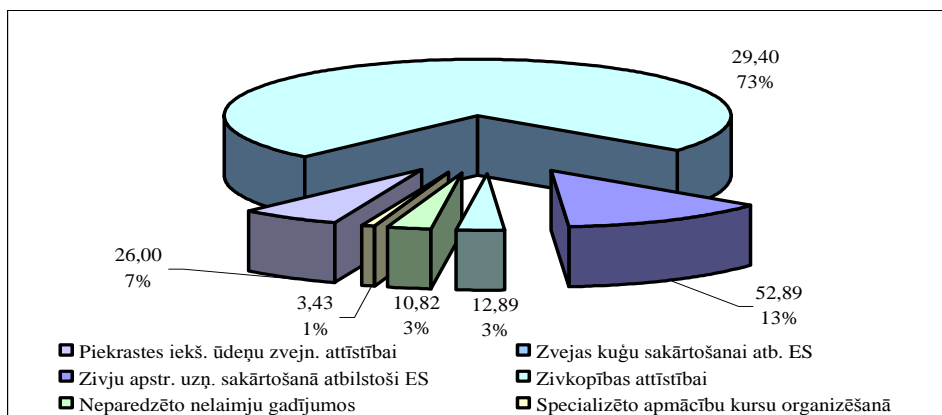 29,40
73%
26,00
7%
3,43
1%
10,82
3%
12,89
3%
52,89
13%
Piekrastes iekš. ūdeņu zvejn. attīstībai
Zvejas kuģu sakārtošanai atb. ES
Zivju apstr. uzņ. sakārtošanā atbilstoši ES
Zivkopības attīstībai
Neparedzēto nelaimju gadījumos
Specializēto apmācību kursu organizēšanā